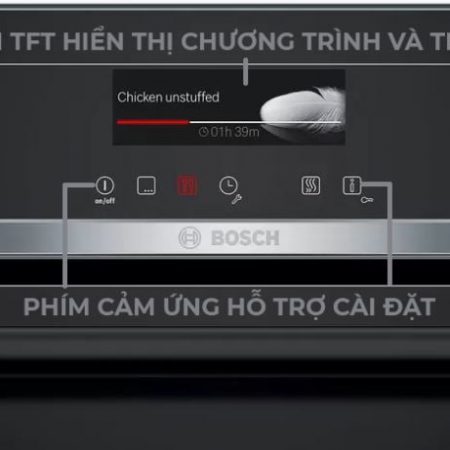 TFT HIỂN THỊ CHƯƠNG TRÌNH VÀ
Chicken unstuffed
01h 39m
on/off
BOSCH
PHÍM CẢM ỨNG HỖ TRỢ CÀI ĐẶT